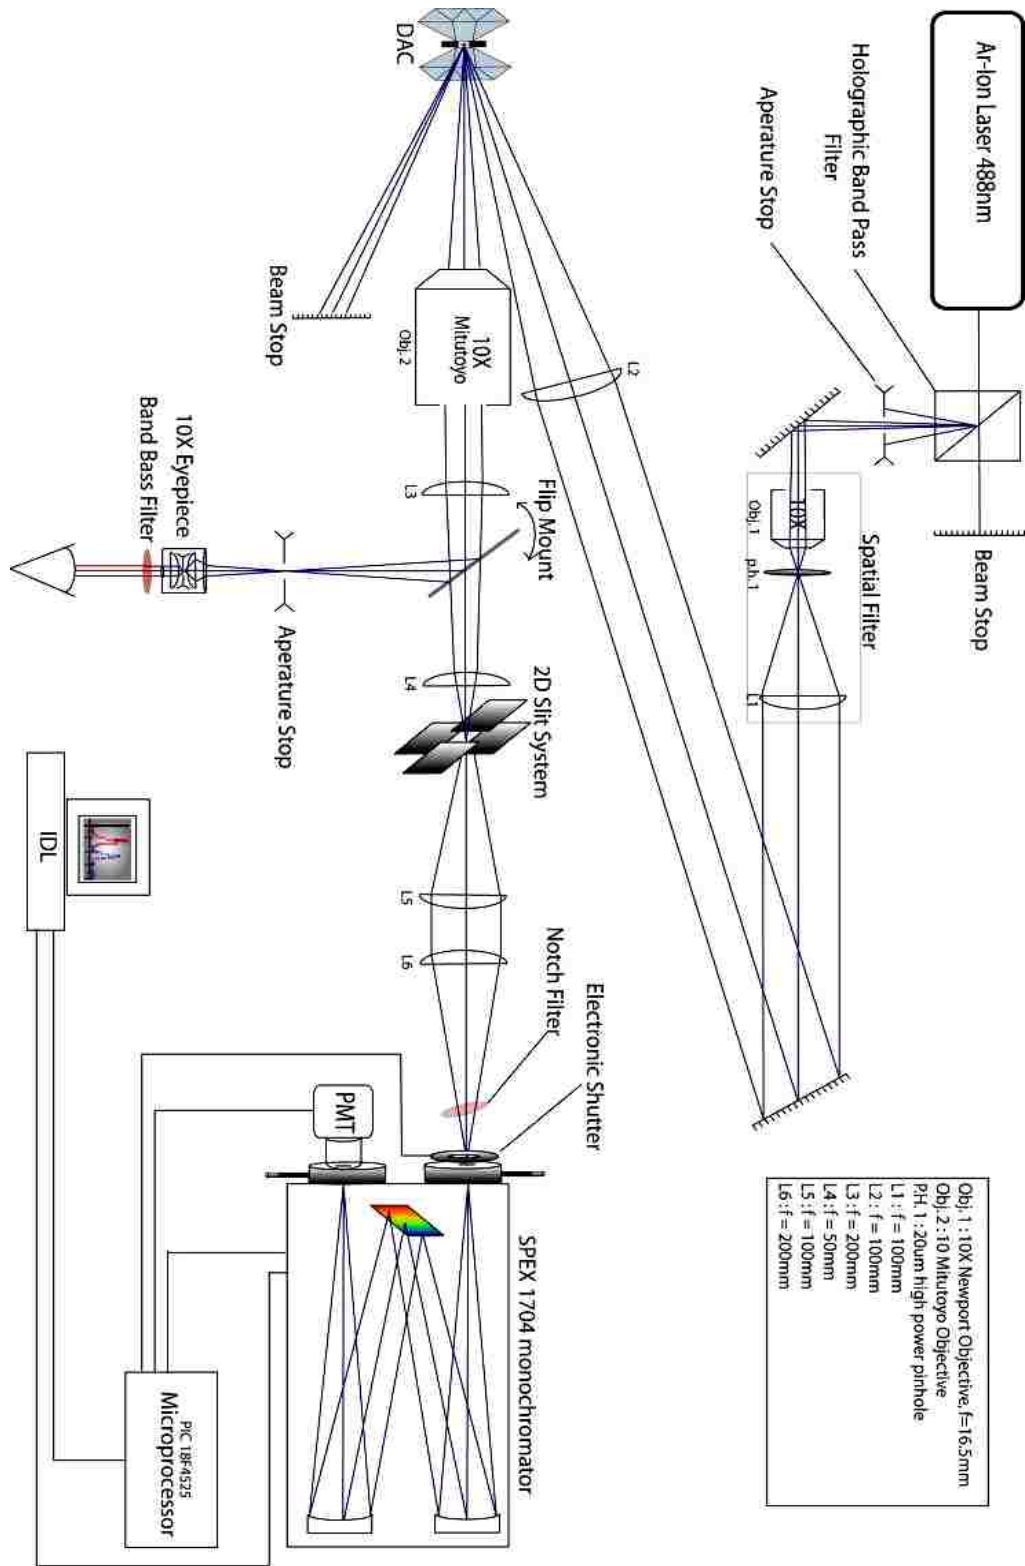 Ar-Ion Laser 488nm
Holographic Band Pass
Filter
Aperature Stop
Beam Stop
Spatial Filter
10X
Obj. 1
p.h. 1
L1
L2
DAC
Beam Stop
10X
Mitutoyo
Obj. 2
L3
Flip Mount
10X Eyepiece
Band Bass Filter
Aperature Stop
L4
2D Slit System
L5
L6
Notch Filter
Electronic Shutter
PMT
SPEX 1704 monochromator
IDL
PIC 18F4525
Microprocessor
Obj. 1 : 10X Newport Objective, f=16.5mm
Obj. 2 : 10 Mitutoyo Objective
P.H. 1 : 20um high power pinhole
L1 : f = 100mm
L2 : f = 100mm
L3 : f = 200mm
L4 : f = 50mm
L5 : f = 100mm
L6 : f = 200mm